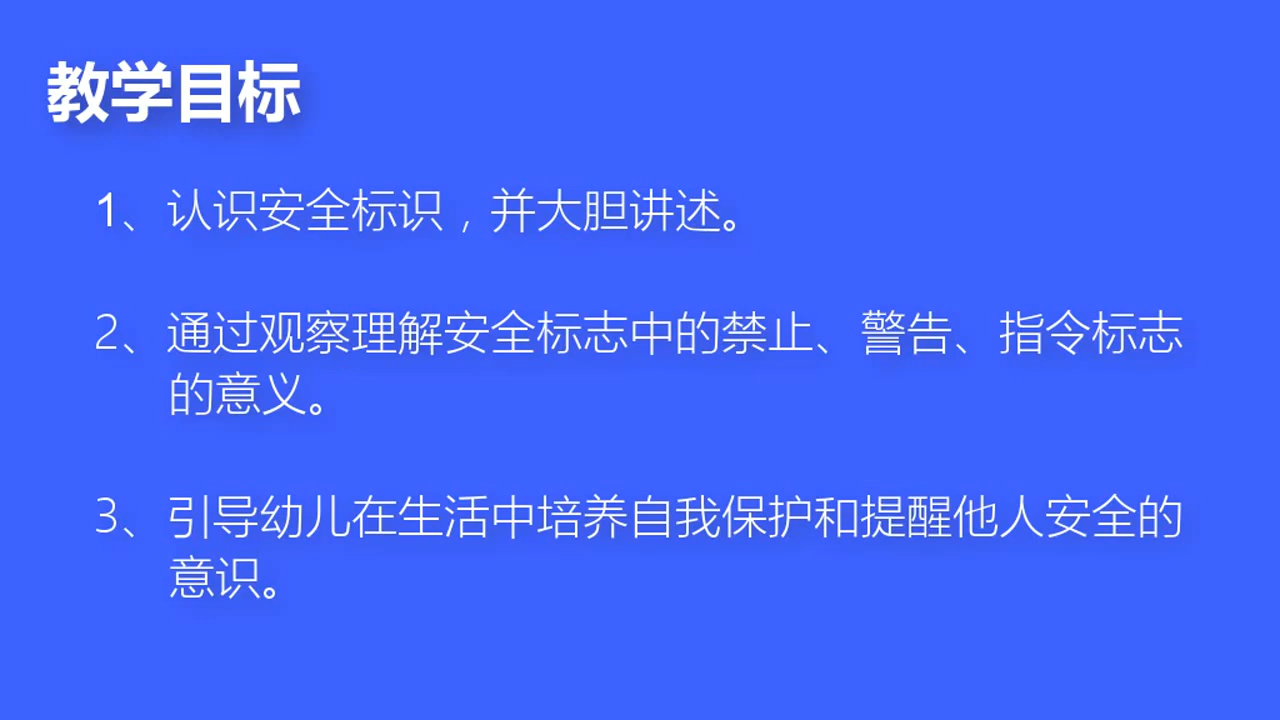 教学目标
1、认识安全标识，并大胆讲述。
2、通过观察理解安全标志中的禁止、警告、指令标志
的意义。
3、引导幼儿在生活中培养自我保护和提醒他人安全的
意识。